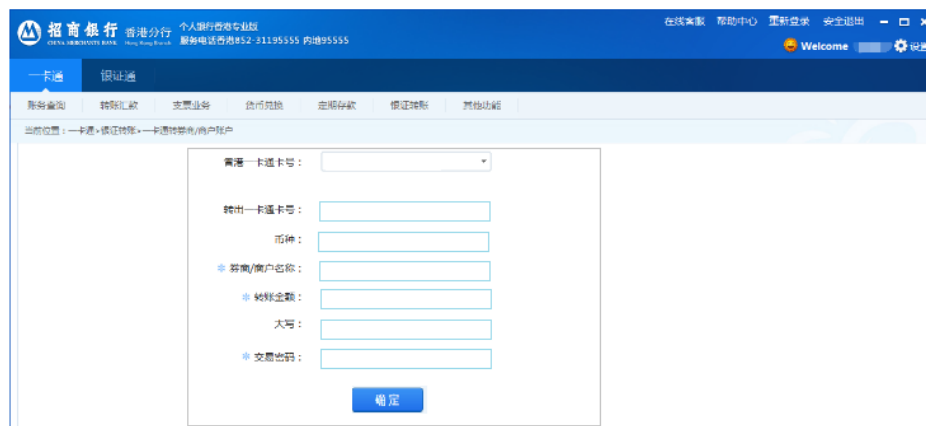 招商银行 香港分行 个人银行香港专业版 在线客服 帮助中心 重新登录 安全退出
CHINA MERCHANTS BANK Hong Kong Branch 服务电话香港852-31195555 内地95555
Welcome 设置
一卡通 银证通
账务查询 转账汇款 支票业务 货币兑换 定期存款 银证转账 其他功能
当前位置：一卡通>银证转账>一卡通转券商/商户账户
香港一卡通卡号：
转出一卡通卡号：
币种：
* 券商/商户名称：
* 转账金额：
大写：
* 交易密码：
确定